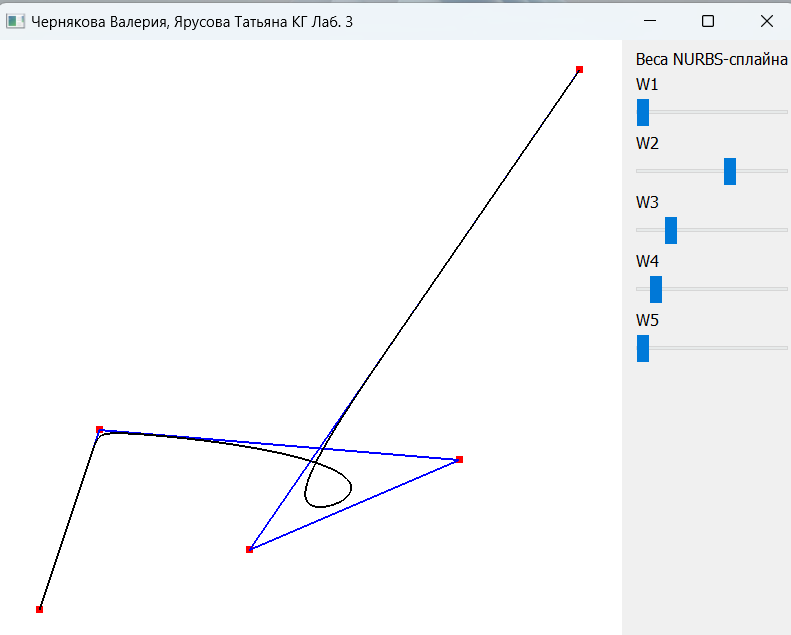 Чернякова Валерия, Ярусова Татьяна КГ Лаб. 3
Веса NURBS-сплайна
W1
W2
W3
W4
W5